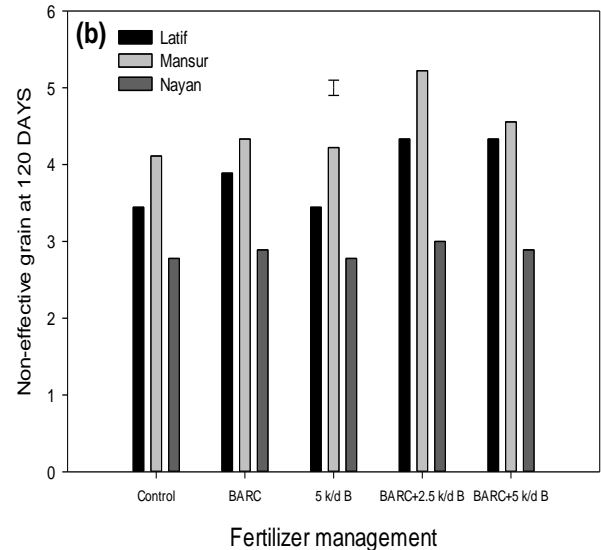 (b)
Latif
Mansur
Nayan
Non-effective grain at 120 DAYS
6
5
4
3
2
1
0
Control BARC 5 k/d B BARC+2.5 k/d B BARC+5 k/d B
Fertilizer management